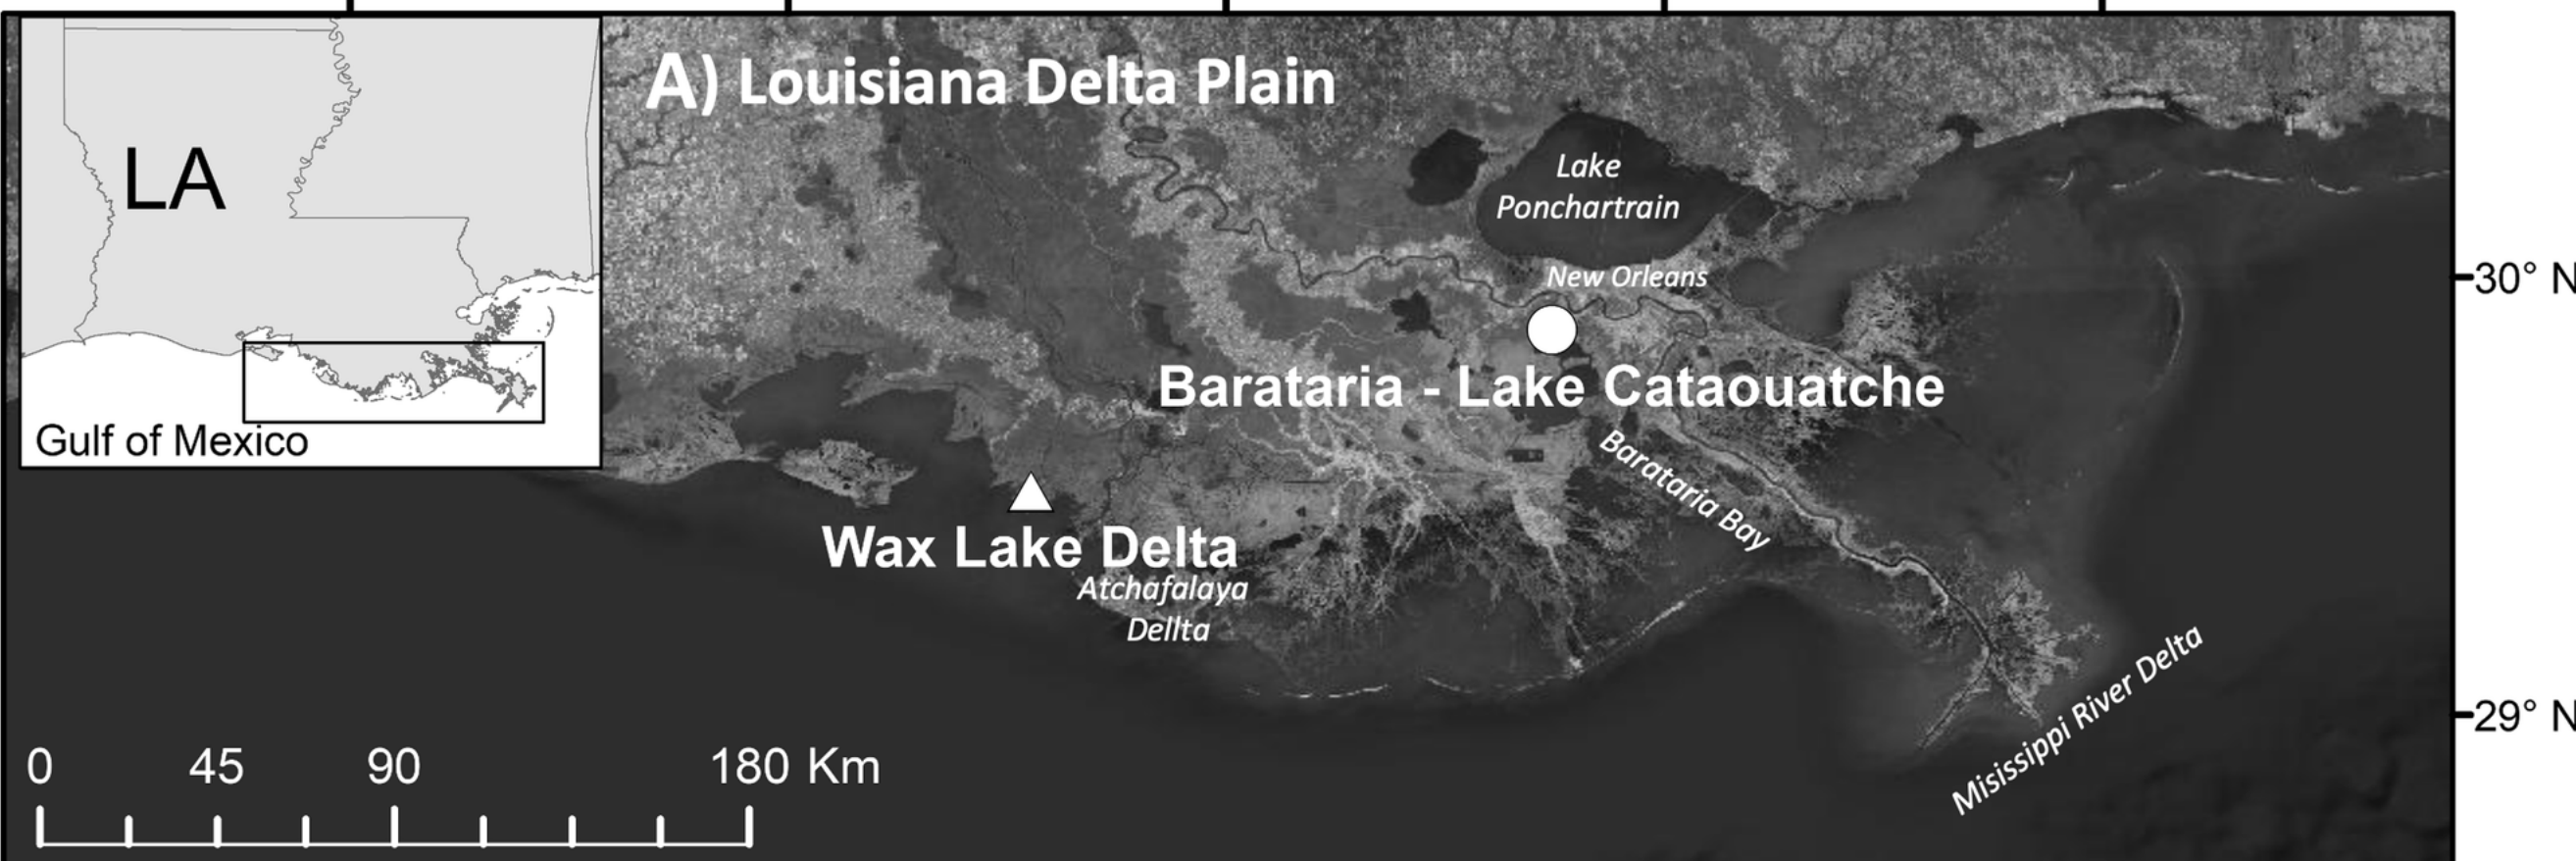 A) Louisiana Delta Plain
LA
Gulf of Mexico
Lake
Ponchartrain
New Orleans
30° N
Barataria - Lake Cataouatche
Barataria Bay
Wax Lake Delta
Atchafalaya
Dellta
Misissippi River Delta
29° N
0 45 90 180 Km